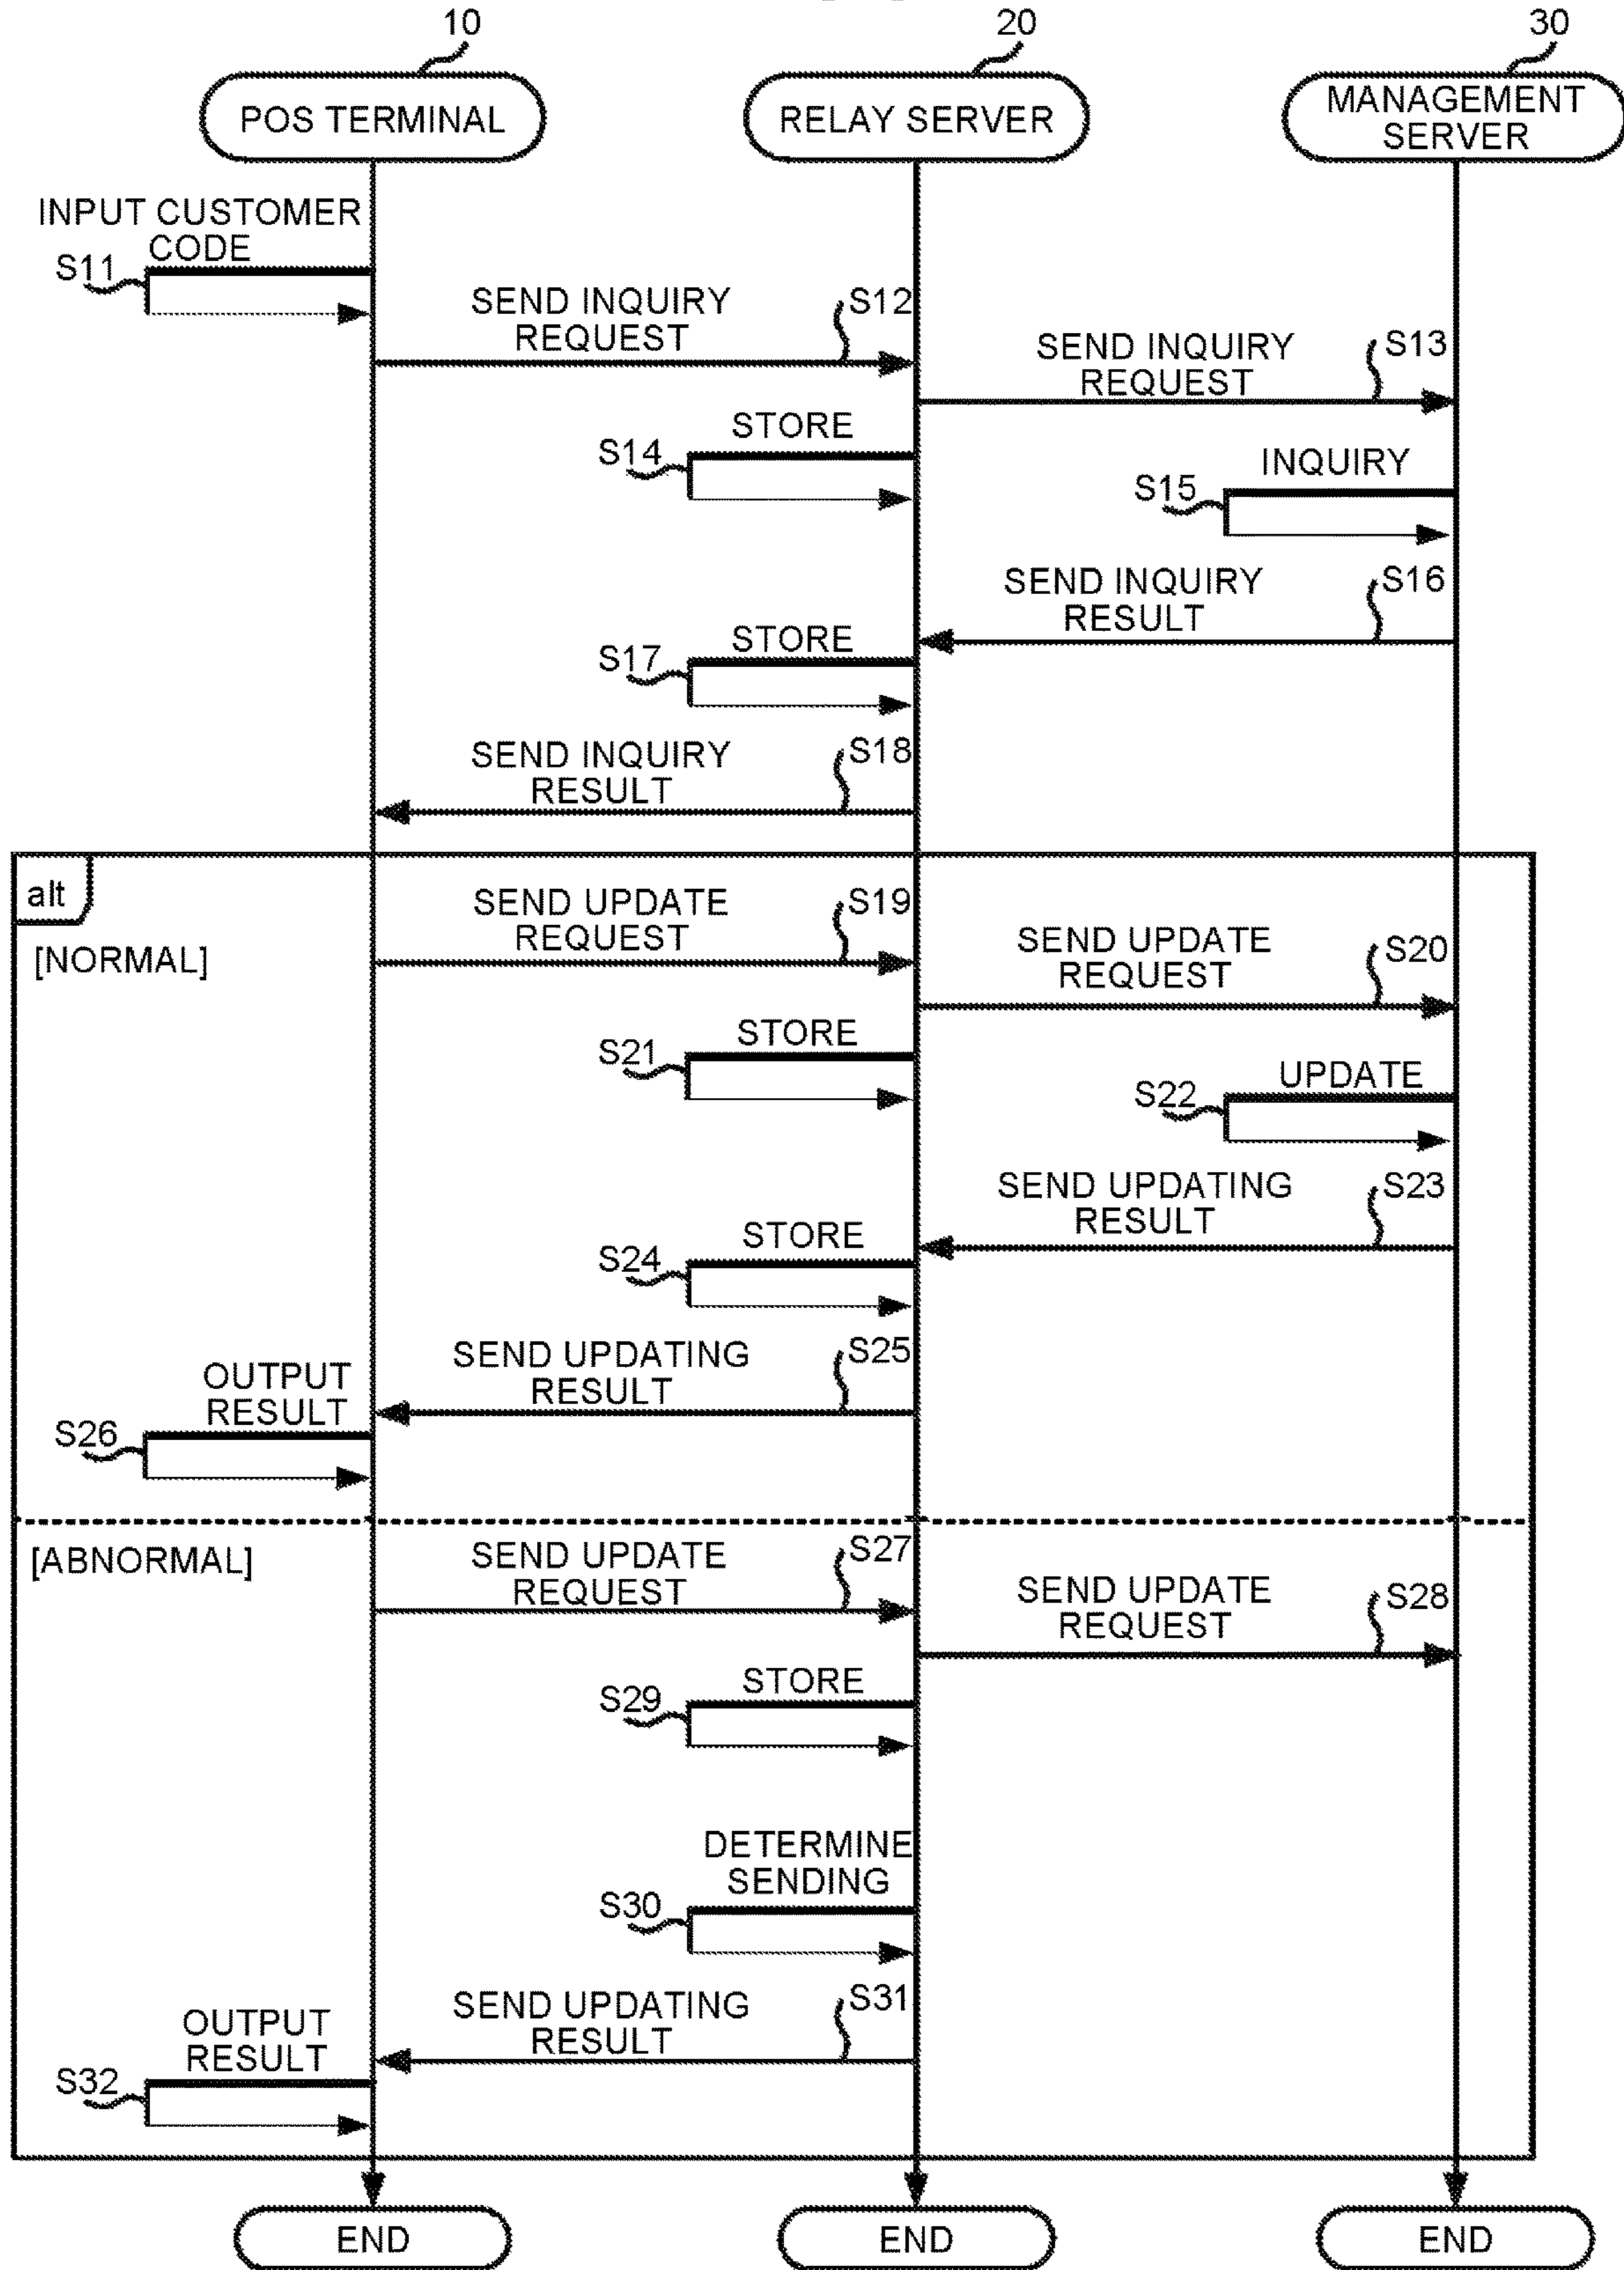 10
20
30
POS TERMINAL
RELAY SERVER
MANAGEMENT
SERVER
INPUT CUSTOMER
CODE
S11
SEND INQUIRY
REQUEST
S12
SEND INQUIRY
REQUEST
S13
STORE
S14
INQUIRY
S15
SEND INQUIRY
RESULT
S16
STORE
S17
SEND INQUIRY
RESULT
S18
alt
[NORMAL]
SEND UPDATE
REQUEST
S19
SEND UPDATE
REQUEST
S20
STORE
S21
UPDATE
S22
SEND UPDATING
RESULT
S23
STORE
S24
SEND UPDATING
RESULT
S25
OUTPUT
RESULT
S26
[ABNORMAL]
SEND UPDATE
REQUEST
S27
SEND UPDATE
REQUEST
S28
STORE
S29
DETERMINE
SENDING
S30
SEND UPDATING
RESULT
S31
OUTPUT
RESULT
S32
END
END
END